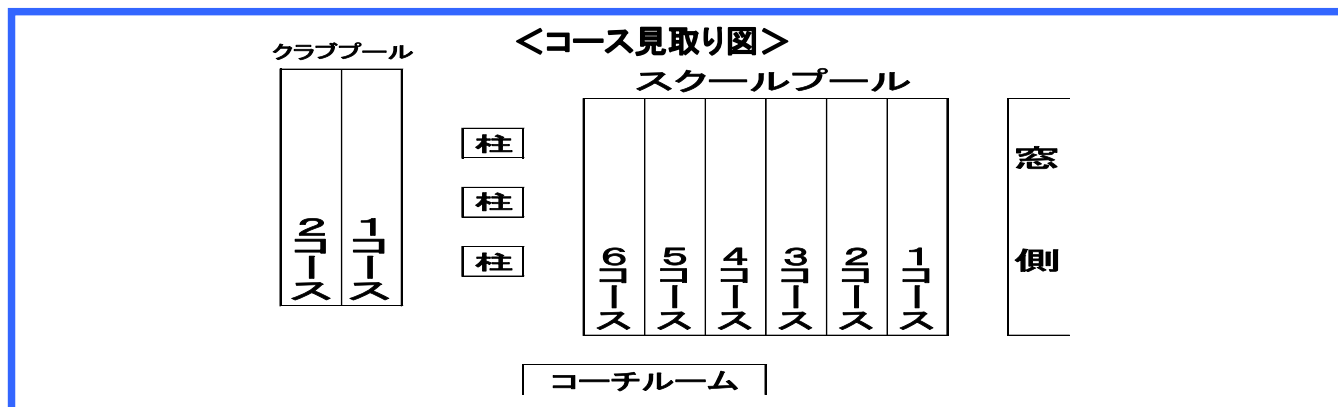 ＜コース見取り図＞
クラブプール
スクールプール
2コース
1コース
柱
柱
柱
6コース
5コース
4コース
3コース
2コース
1コース
窓側
コーチルーム